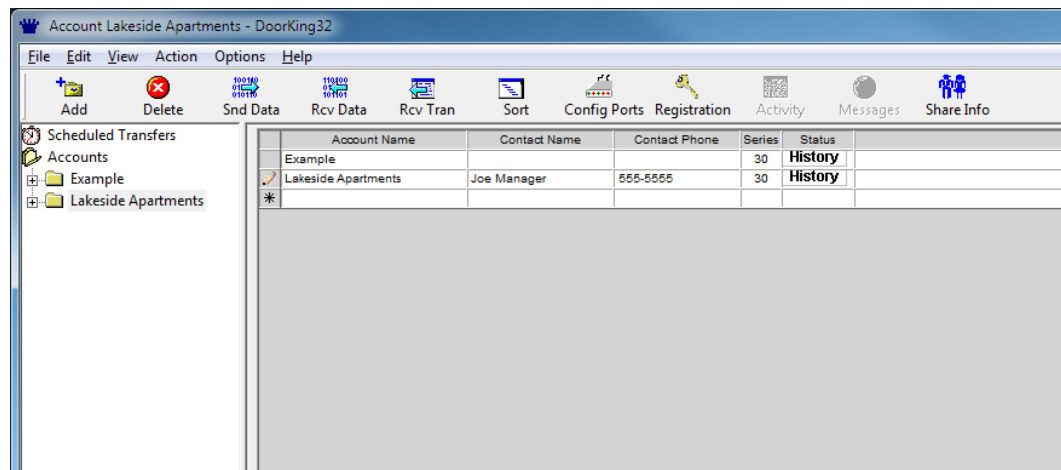 Account Lakeside Apartments - DoorKing32
File Edit View Action Options Help
Add Delete Snd Data Rcv Data Rcv Tran Sort Config Ports Registration Activity Messages Share Info
Scheduled Transfers
Accounts
Example
Lakeside Apartments
Account Name Contact Name Contact Phone Series Status
Example 30 History
Lakeside Apartments Joe Manager 555-5555 30 History